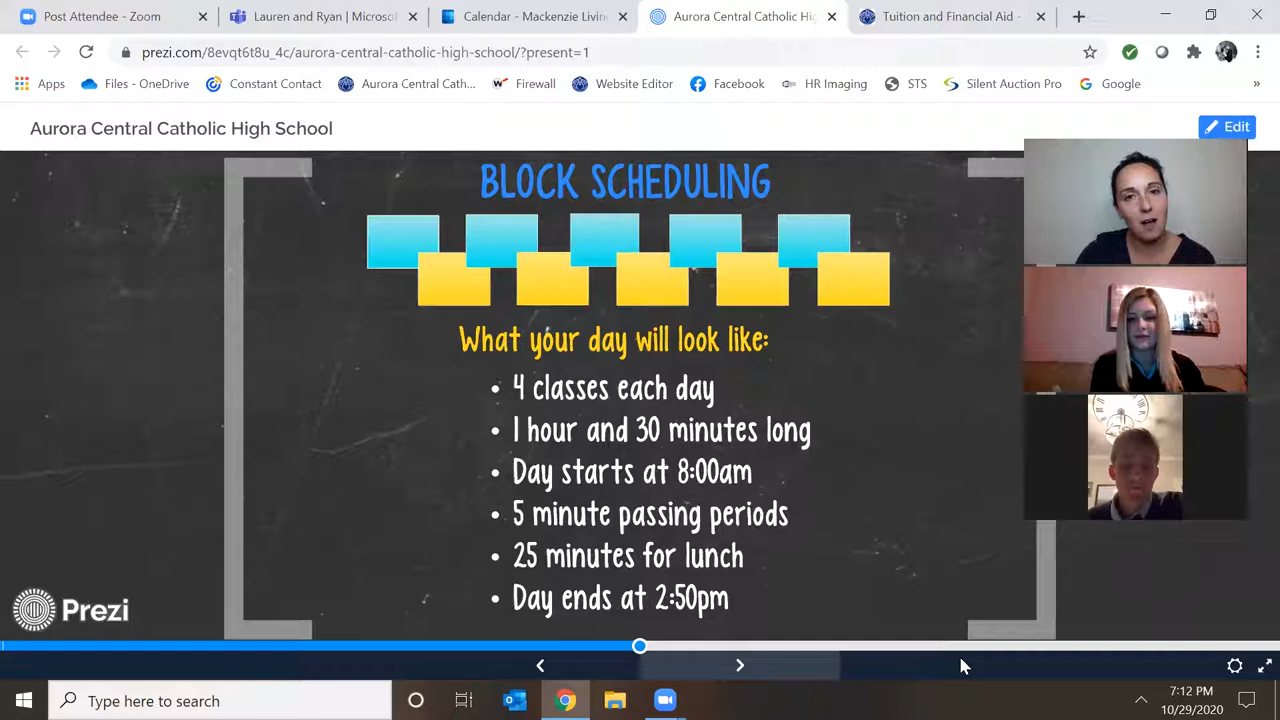 Post Attendee - Zoom
Lauren and Ryan | Microsof
Calendar - Mackenzie Livin
Aurora Central Catholic Hig
Tuition and Financial Aid -
prezi.com/8evqt6t8u_4c/aurora-central-catholic-high-school/?present=1
Apps
Files - OneDrive
Constant Contact
Aurora Central Cath...
Firewall
Website Editor
Facebook
HR Imaging
STS
Silent Auction Pro
Google
»
Aurora Central Catholic High School
Edit
BLOCK SCHEDULING
What your day will look like:
• 4 classes each day
• 1 hour and 30 minutes long
• Day starts at 8:00am
• 5 minute passing periods
• 25 minutes for lunch
• Day ends at 2:50pm
Prezi
Type here to search
7:12 PM
10/29/2020